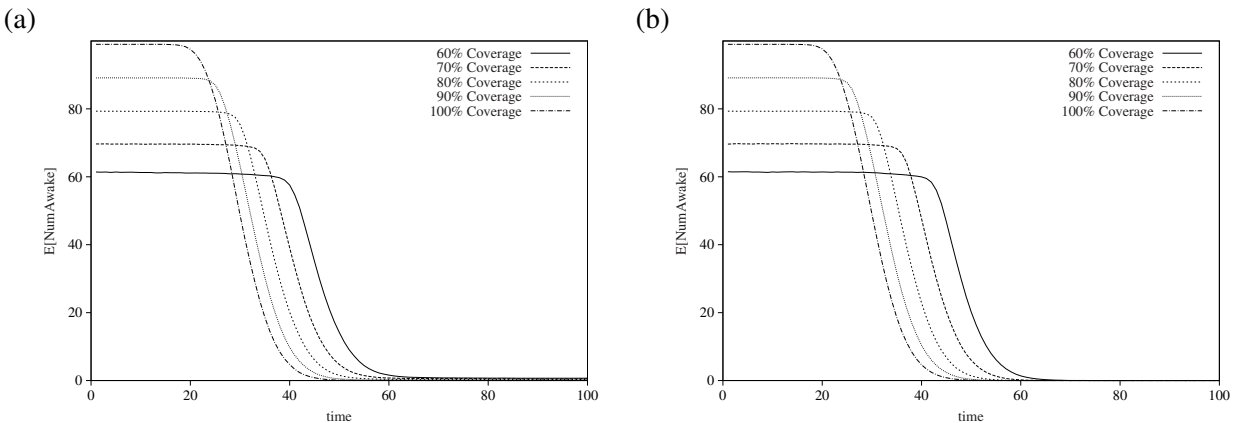 (a)
60% Coverage
70% Coverage
80% Coverage
90% Coverage
100% Coverage
80
60
40
20
0
E[NumAwake]
0 20 40 60 80 100
time
(b)
60% Coverage
70% Coverage
80% Coverage
90% Coverage
100% Coverage
80
60
40
20
0
E[NumAwake]
0 20 40 60 80 100
time